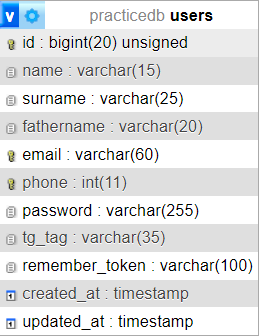 v practicedb users
id : bigint(20) unsigned
name : varchar(15)
surname : varchar(25)
fathername : varchar(20)
email : varchar(60)
phone : int(11)
password : varchar(255)
tg_tag : varchar(35)
remember_token : varchar(100)
created_at : timestamp
updated_at : timestamp